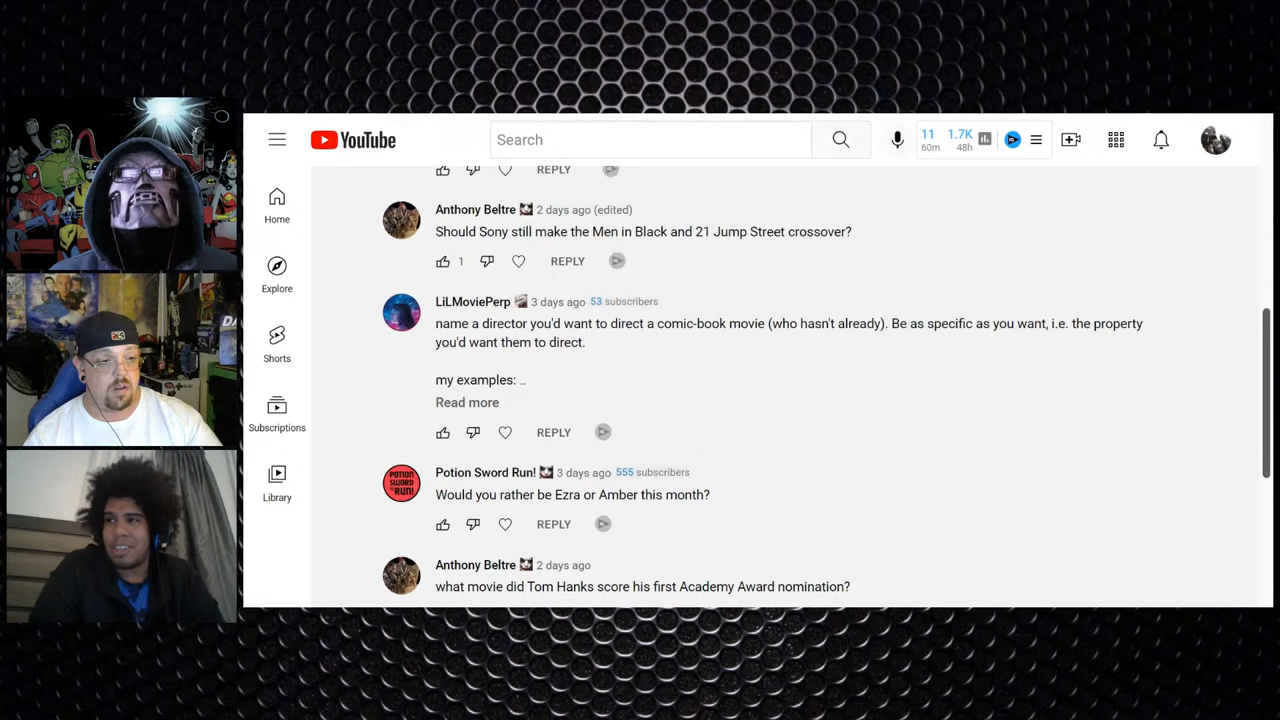 YouTube
Search
11 1.7K
60m 48h
Home
Explore
Shorts
Subscriptions
Library
REPLY
Anthony Beltre 2 days ago (edited)
Should Sony still make the Men in Black and 21 Jump Street crossover?
1 REPLY
LiLMoviePerp 3 days ago 53 subscribers
name a director you'd want to direct a comic-book movie (who hasn't already). Be as specific as you want, i.e. the property
you'd want them to direct.
my examples: ..
Read more
REPLY
POTION
SWORD
RUN!
Potion Sword Run! 3 days ago 555 subscribers
Would you rather be Ezra or Amber this month?
REPLY
Anthony Beltre 2 days ago
what movie did Tom Hanks score his first Academy Award nomination?